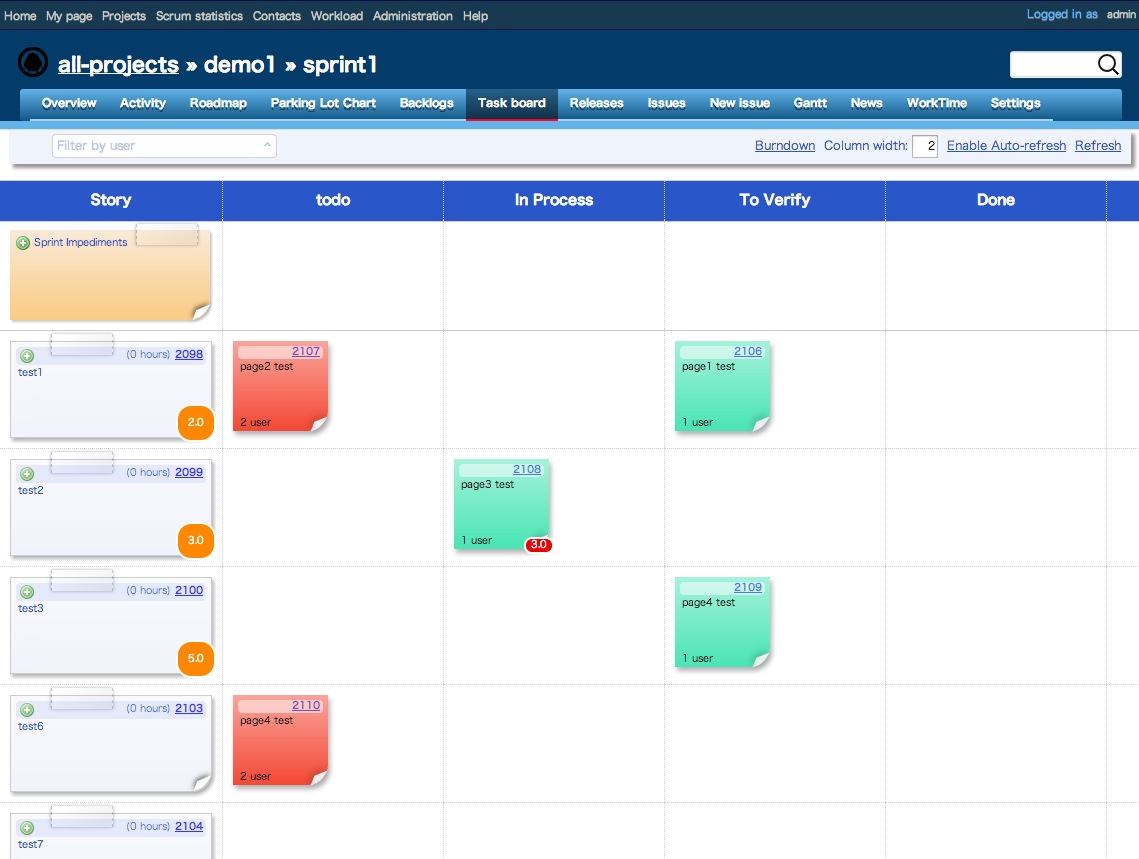 Home My page Projects Scrum statistics Contacts Workload Administration Help Logged in as admin
all-projects » demo1 » sprint1
Overview Activity Roadmap Parking Lot Chart Backlogs Task board Releases Issues New issue Gantt News WorkTime Settings
Filter by user Burndown Column width: 2 Enable Auto-refresh Refresh
Story todo In Process To Verify Done
Sprint Impediments
(0 hours) 2098 2107 2106
test1 page2 test page1 test
2.0 2 user 1 user
(0 hours) 2099 2108
test2 page3 test
3.0 1 user 3.0
(0 hours) 2100 2109
test3 page4 test
5.0 1 user
(0 hours) 2103 2110
test6 page4 test
2 user
(0 hours) 2104
test7